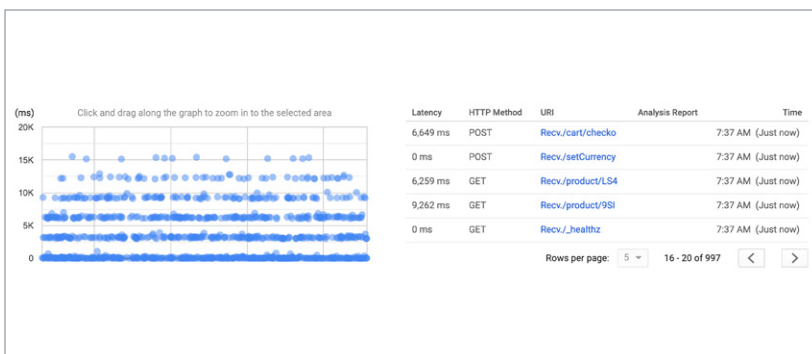 (ms) Click and drag along the graph to zoom in to the selected area
20K
15K
10K
5K
0
Latency HTTP Method URI Analysis Report Time
6,649 ms POST Recv./cart/checko 7:37 AM (Just now)
0 ms POST Recv./setCurrency 7:37 AM (Just now)
6,259 ms GET Recv./product/LS4 7:37 AM (Just now)
9,262 ms GET Recv./product/9SI 7:37 AM (Just now)
0 ms GET Recv./_healthz 7:37 AM (Just now)
Rows per page: 5 16 - 20 of 997